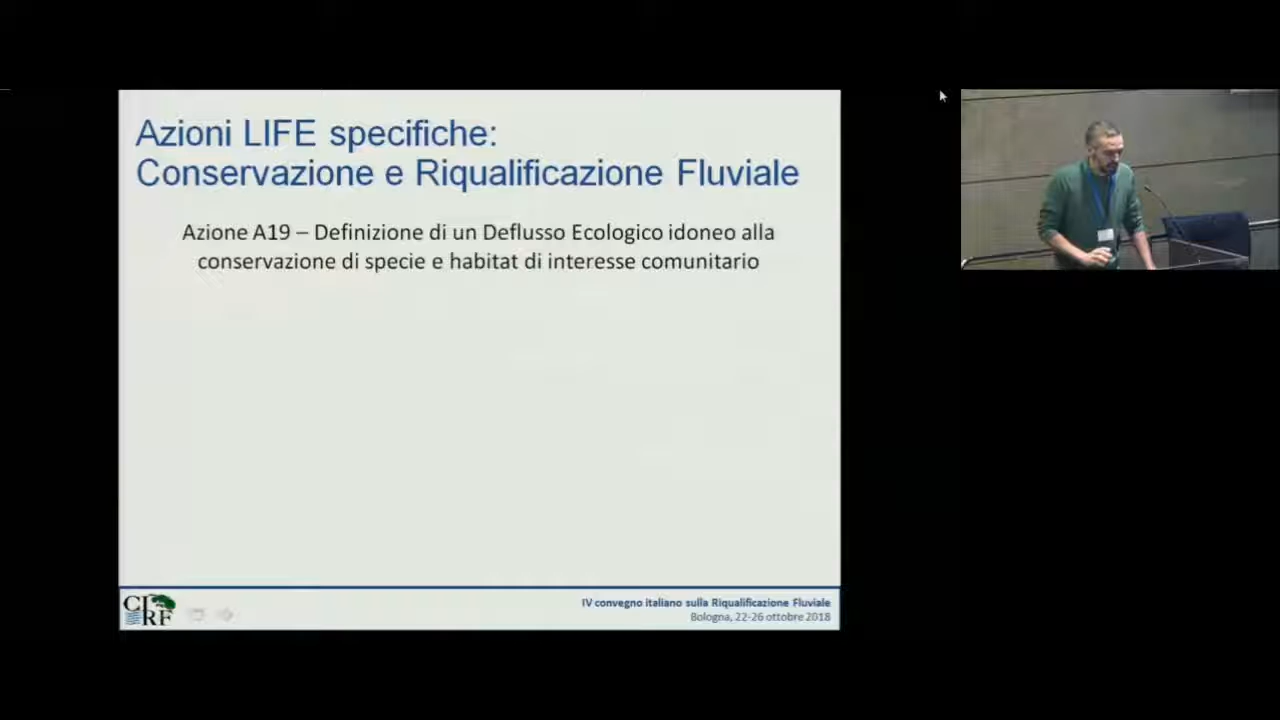 Azioni LIFE specifiche:
Conservazione e Riqualificazione Fluviale
Azione A19 – Definizione di un Deflusso Ecologico idoneo alla
conservazione di specie e habitat di interesse comunitario
CIRF
IV convegno italiano sulla Riqualificazione Fluviale
Bologna, 22-26 ottobre 2018